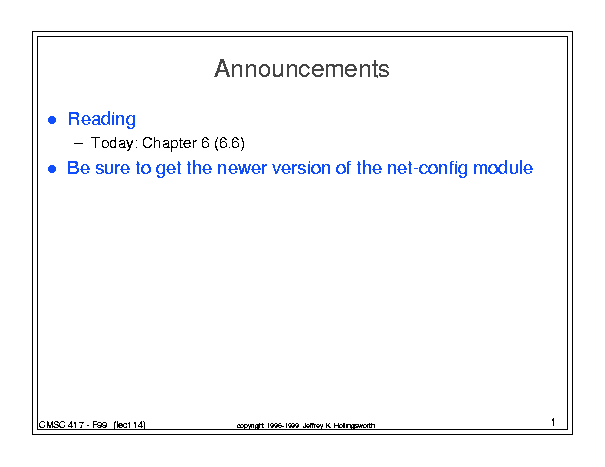 Announcements
● Reading
– Today: Chapter 6 (6.6)
● Be sure to get the newer version of the net-config module
CMSC 417 - F99 (lect 14)
copyright 1996-1999 Jeffrey K. Hollingsworth
1